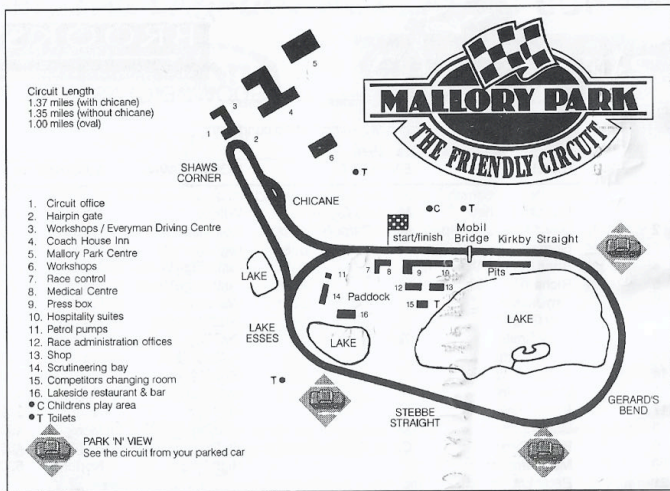 Circuit Length
1.37 miles (with chicane)
1.35 miles (without chicane)
1.00 miles (oval)
MALLORY PARK
THE FRIENDLY CIRCUIT
5
3
4
1
2
6
T
SHAWS
CORNER
CHICANE
C
T
start/finish
Mobil
Bridge
Kirkby Straight
1. Circuit office
2. Hairpin gate
3. Workshops / Everyman Driving Centre
4. Coach House Inn
5. Mallory Park Centre
6. Workshops
7. Race control
8. Medical Centre
9. Press box
10. Hospitality suites
11. Petrol pumps
12. Race administration offices
13. Shop
14. Scrutineering bay
15. Competitors changing room
16. Lakeside restaurant & bar
C Childrens play area
T Toilets
PARK 'N' VIEW
See the circuit from your parked car
LAKE
11
7
8
9
10
Pits
14
Paddock
12
13
15
T
16
LAKE
LAKE
LAKE
ESSES
T
STEBBE
STRAIGHT
GERARD'S
BEND